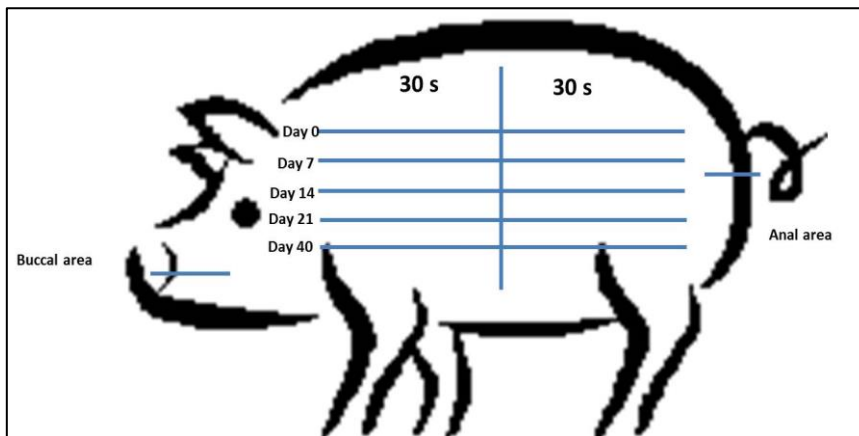 30 s 30 s
Day 0
Day 7
Day 14
Day 21
Anal area
Day 40
Buccal area